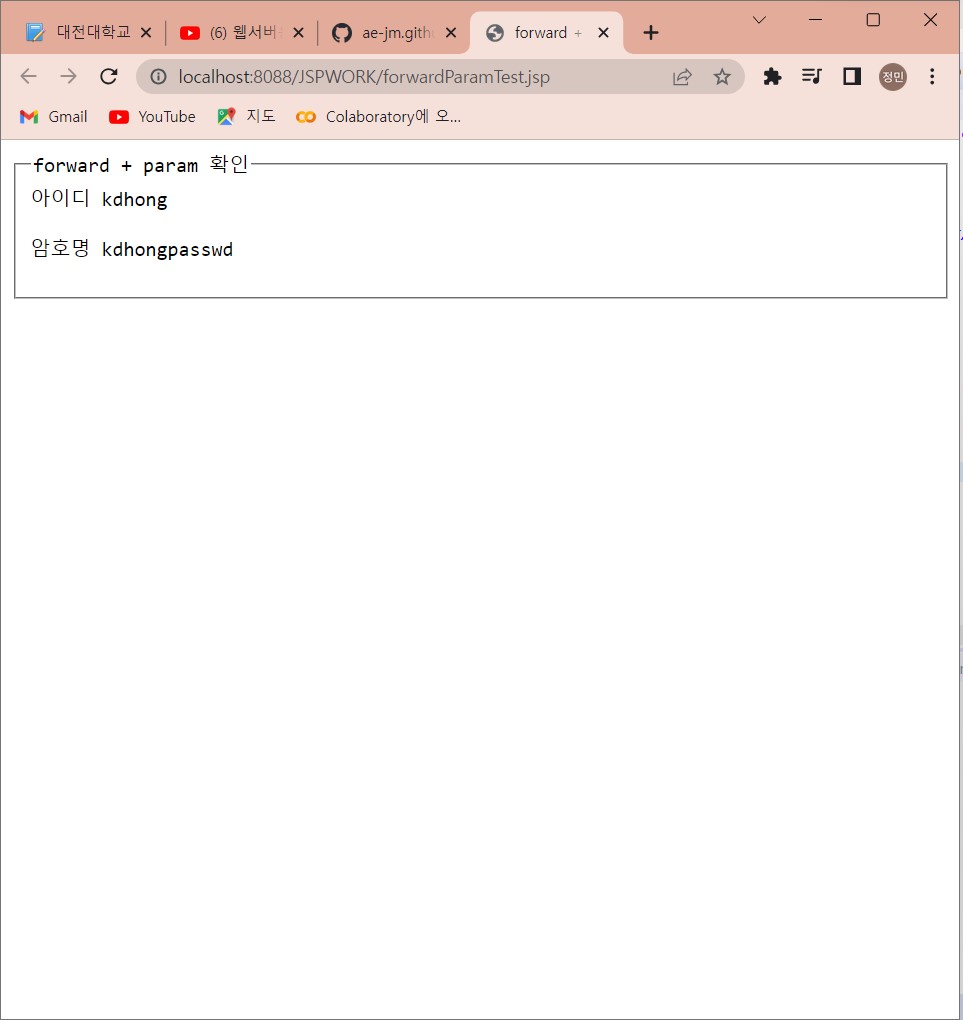 대전대학교
(6) 웹서버
ae-jm.gith
forward +
localhost:8088/JSPWORK/forwardParamTest.jsp
정민
Gmail
YouTube
지도
Colaboratory에 오...
forward + param 확인
아이디 kdhong
암호명 kdhongpasswd